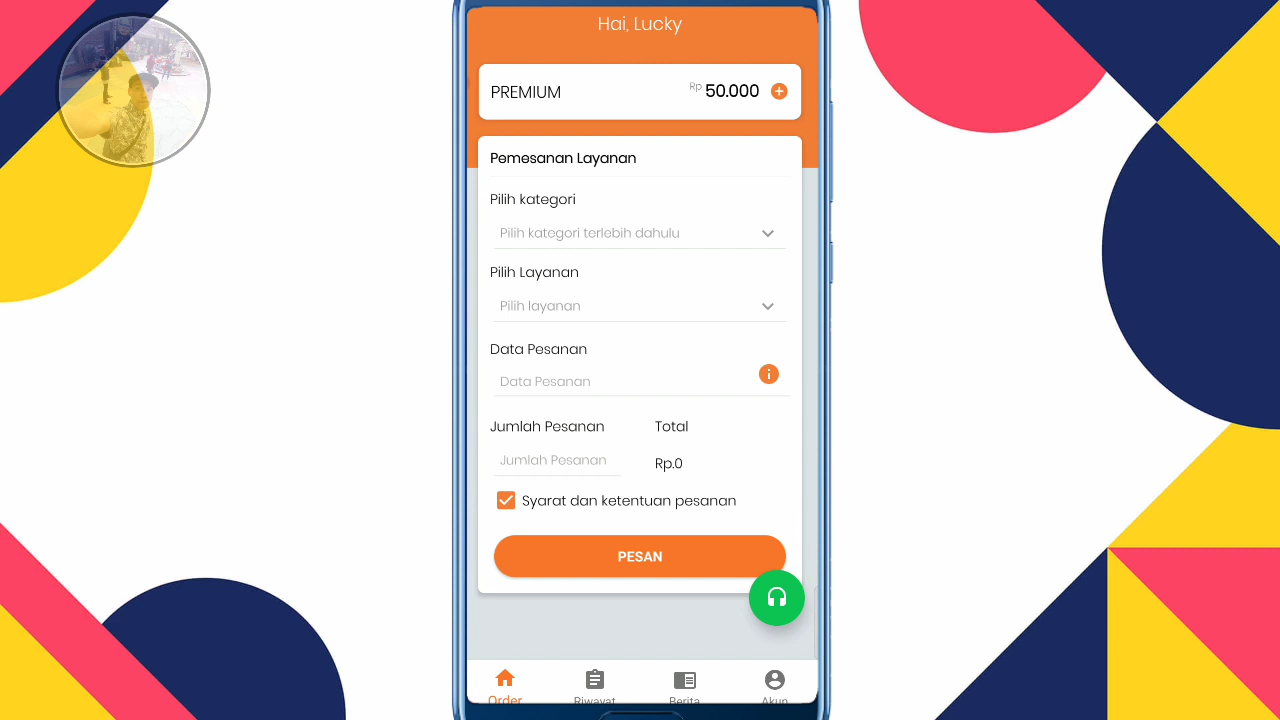 Hai, Lucky
PREMIUM
Rp 50.000
Pemesanan Layanan
Pilih kategori
Pilih kategori terlebih dahulu
Pilih Layanan
Pilih layanan
Data Pesanan
Data Pesanan
Jumlah Pesanan
Total
Jumlah Pesanan
Rp.0
Syarat dan ketentuan pesanan
PESAN
Order
Riwayat
Berita
Akun